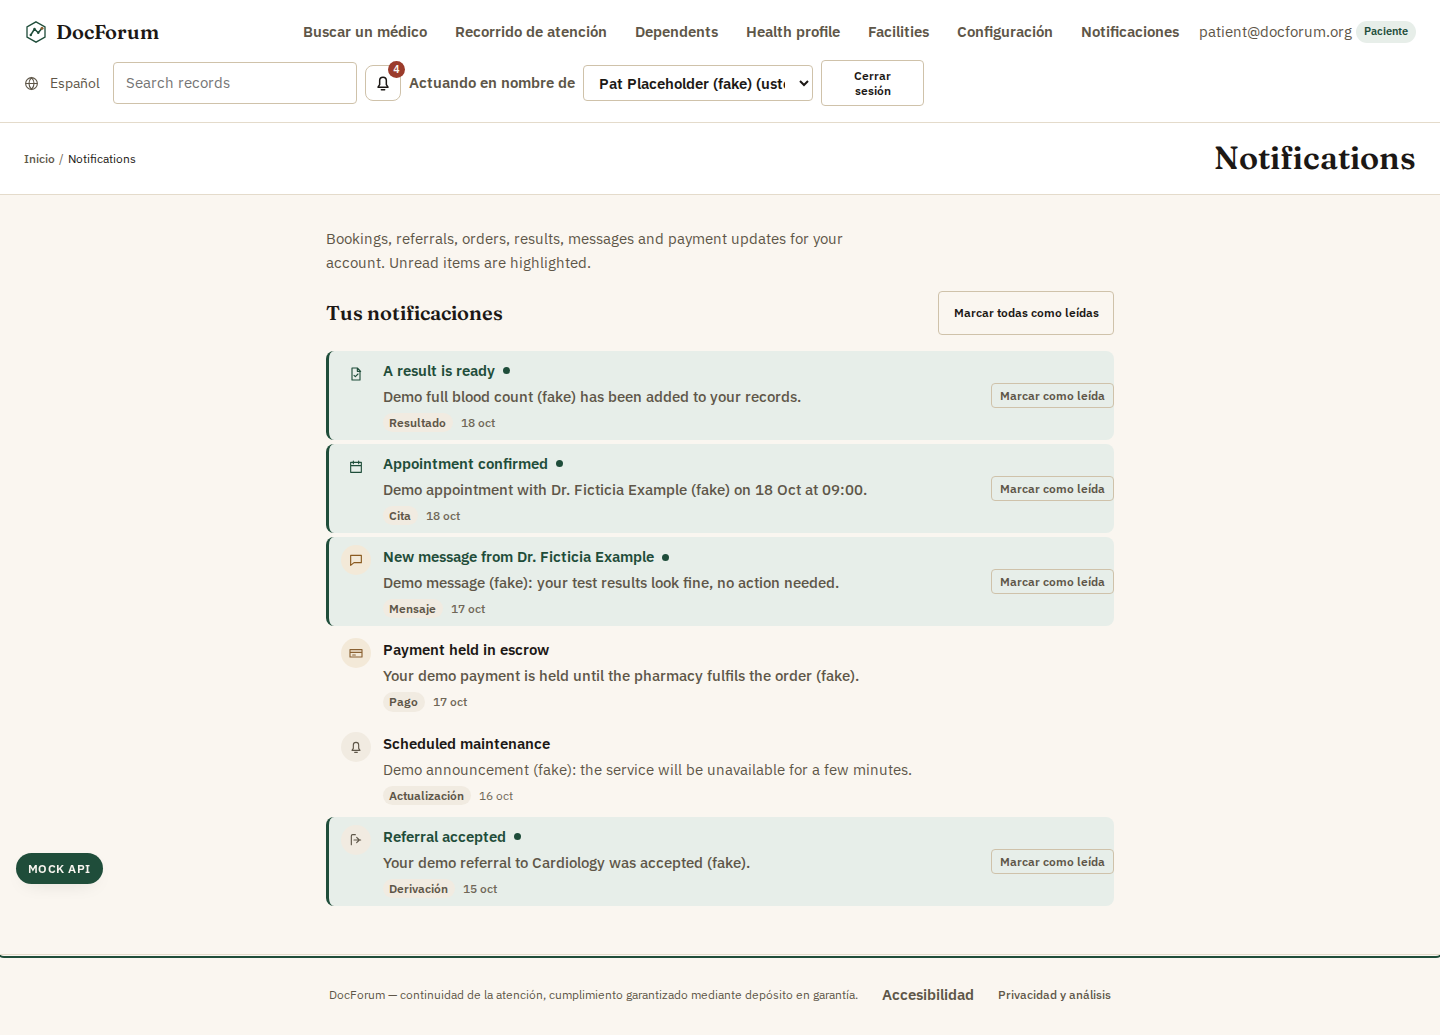 DocForum
Buscar un médico
Recorrido de atención
Dependents
Health profile
Facilities
Configuración
Notificaciones
patient@docforum.org
Paciente
Español
Search records
4
Actuando en nombre de
Pat Placeholder (fake) (ust
Cerrar
sesión
Inicio / Notifications
Notifications
Bookings, referrals, orders, results, messages and payment updates for your
account. Unread items are highlighted.
Tus notificaciones
Marcar todas como leídas
A result is ready
Demo full blood count (fake) has been added to your records.
Marcar como leída
Resultado
18 oct
Appointment confirmed
Demo appointment with Dr. Ficticia Example (fake) on 18 Oct at 09:00.
Marcar como leída
Cita
18 oct
New message from Dr. Ficticia Example
Demo message (fake): your test results look fine, no action needed.
Marcar como leída
Mensaje
17 oct
Payment held in escrow
Your demo payment is held until the pharmacy fulfils the order (fake).
Pago
17 oct
Scheduled maintenance
Demo announcement (fake): the service will be unavailable for a few minutes.
Actualización
16 oct
Referral accepted
Your demo referral to Cardiology was accepted (fake).
Marcar como leída
Derivación
15 oct
MOCK API
DocForum — continuidad de la atención, cumplimiento garantizado mediante depósito en garantía.
Accesibilidad
Privacidad y análisis